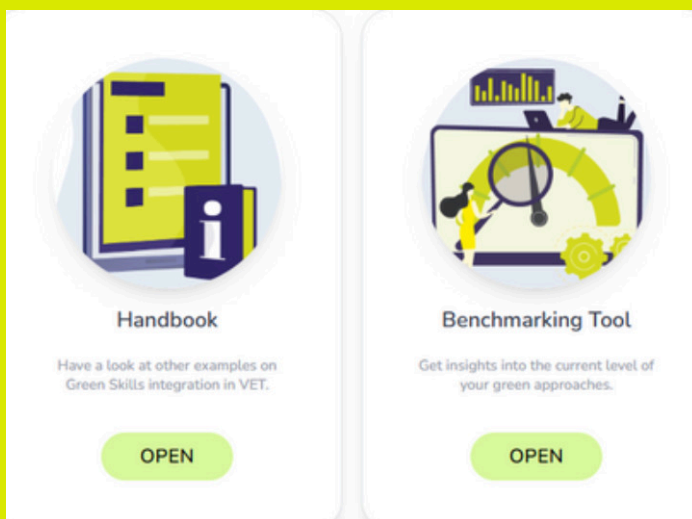 i
Handbook
Have a look at other examples on
Green Skills integration in VET.
OPEN
Benchmarking Tool
Get insights into the current level of
your green approaches.
OPEN